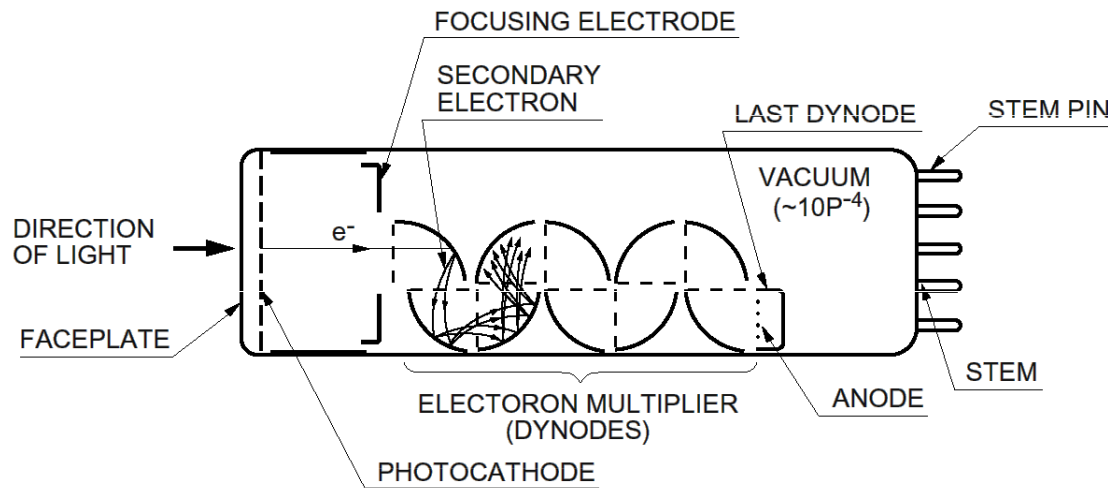 FOCUSING ELECTRODE
SECONDARY
ELECTRON
LAST DYNODE
STEM PIN
VACUUM
(~10P⁻⁴)
DIRECTION
OF LIGHT
e⁻
FACEPLATE
STEM
ELECTORON MULTIPLIER
(DYNODES)
ANODE
PHOTOCATHODE